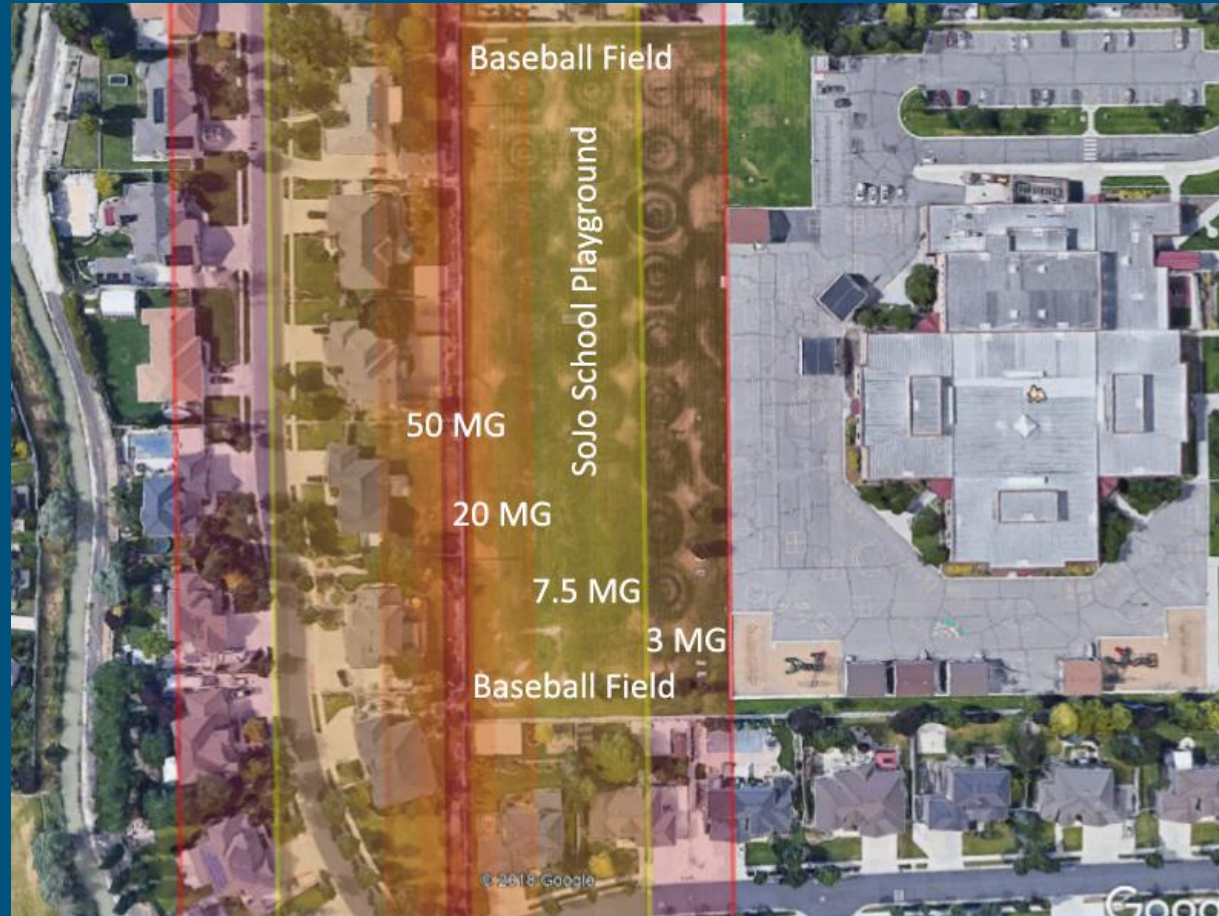 Baseball Field
SoJo School Playground
50 MG
20 MG
7.5 MG
3 MG
Baseball Field
© 2018 Google
Goog